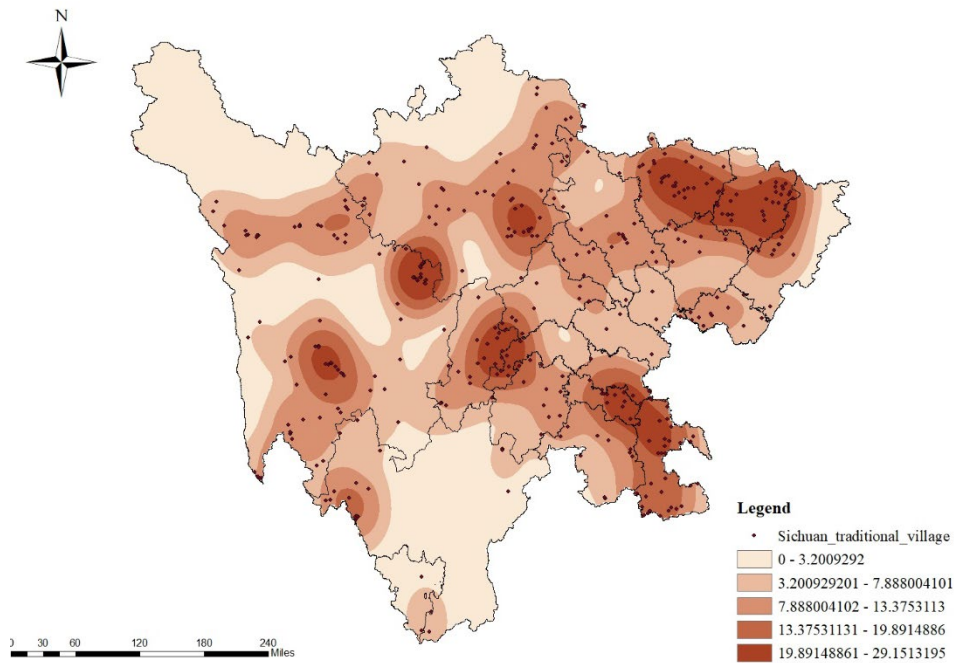 N
Legend
Sichuan_traditional_village
0 - 3.2009292
3.200929201 - 7.888004101
7.888004102 - 13.3753113
13.37531131 - 19.8914886
19.89148861 - 29.1513195
0 30 60 120 180 240
Miles